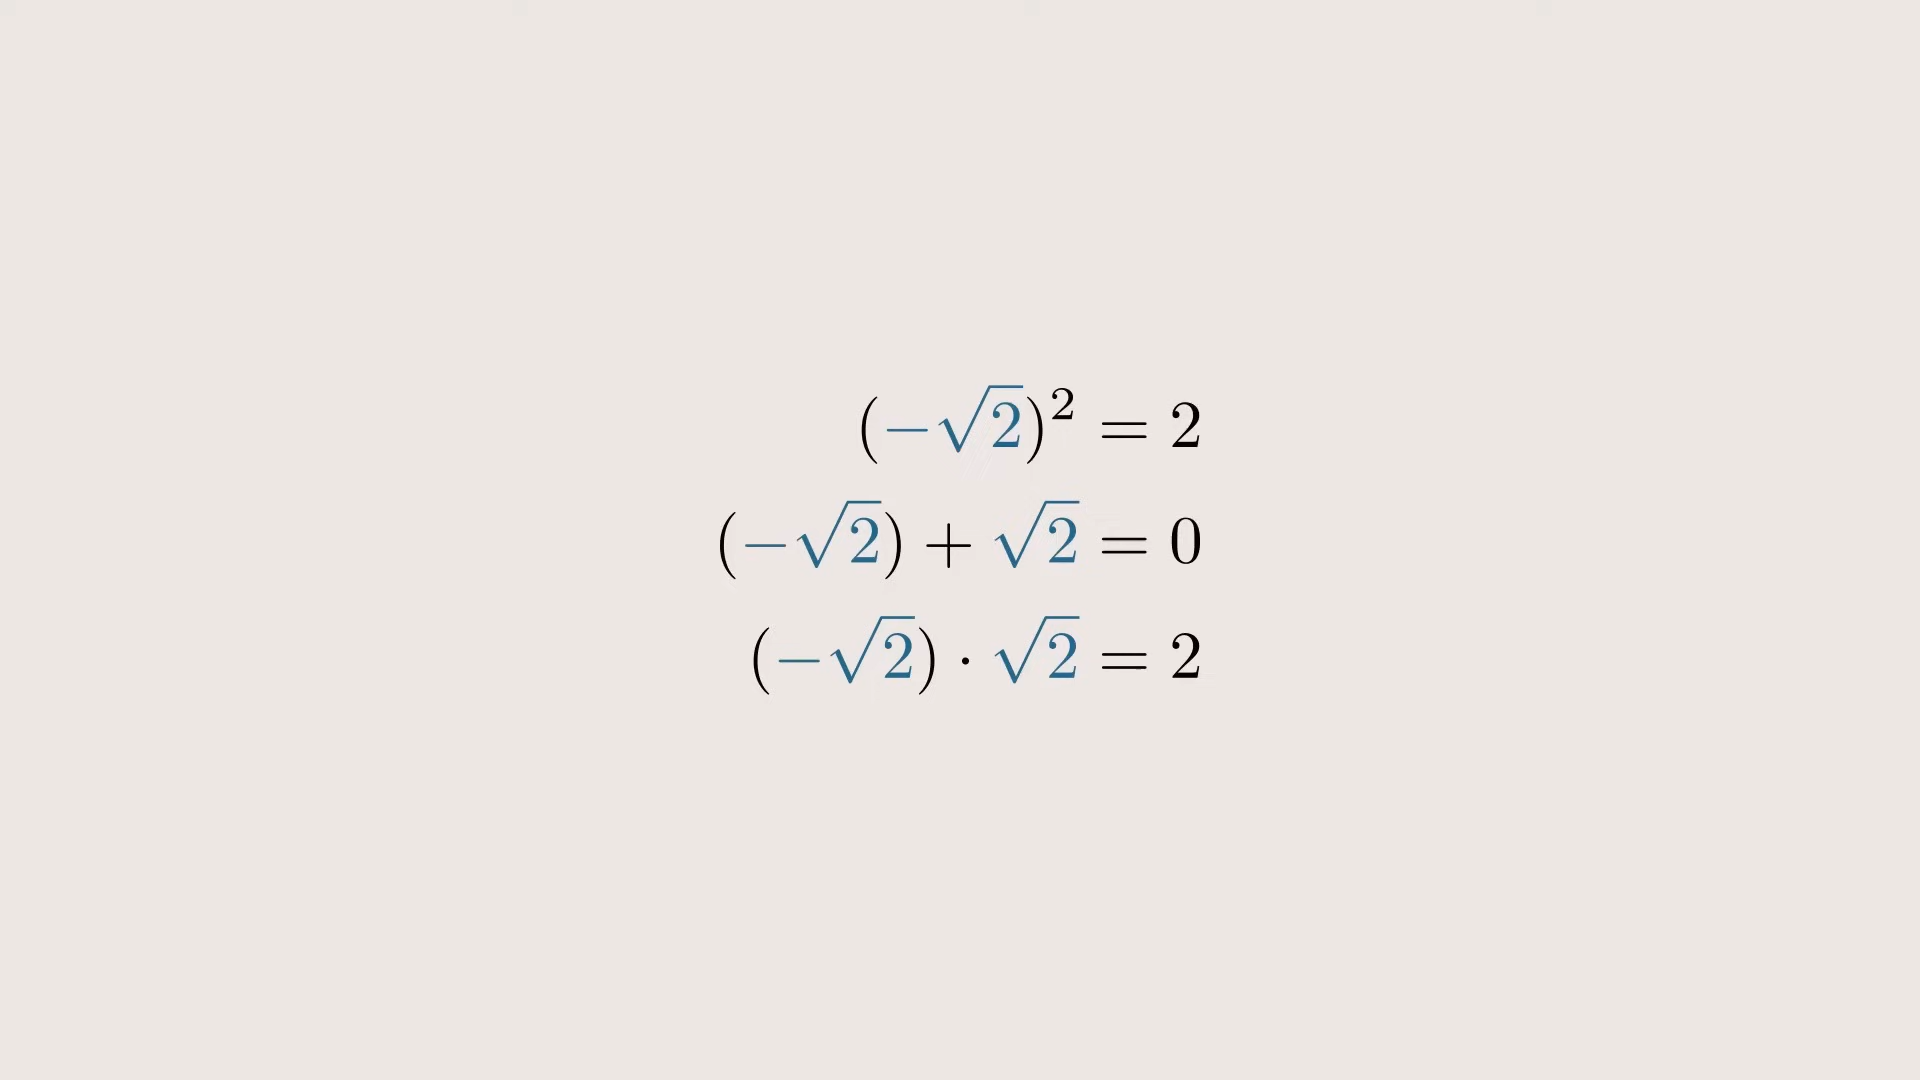 (−√2)² = 2
(−√2) + √2 = 0
(−√2) · √2 = 2